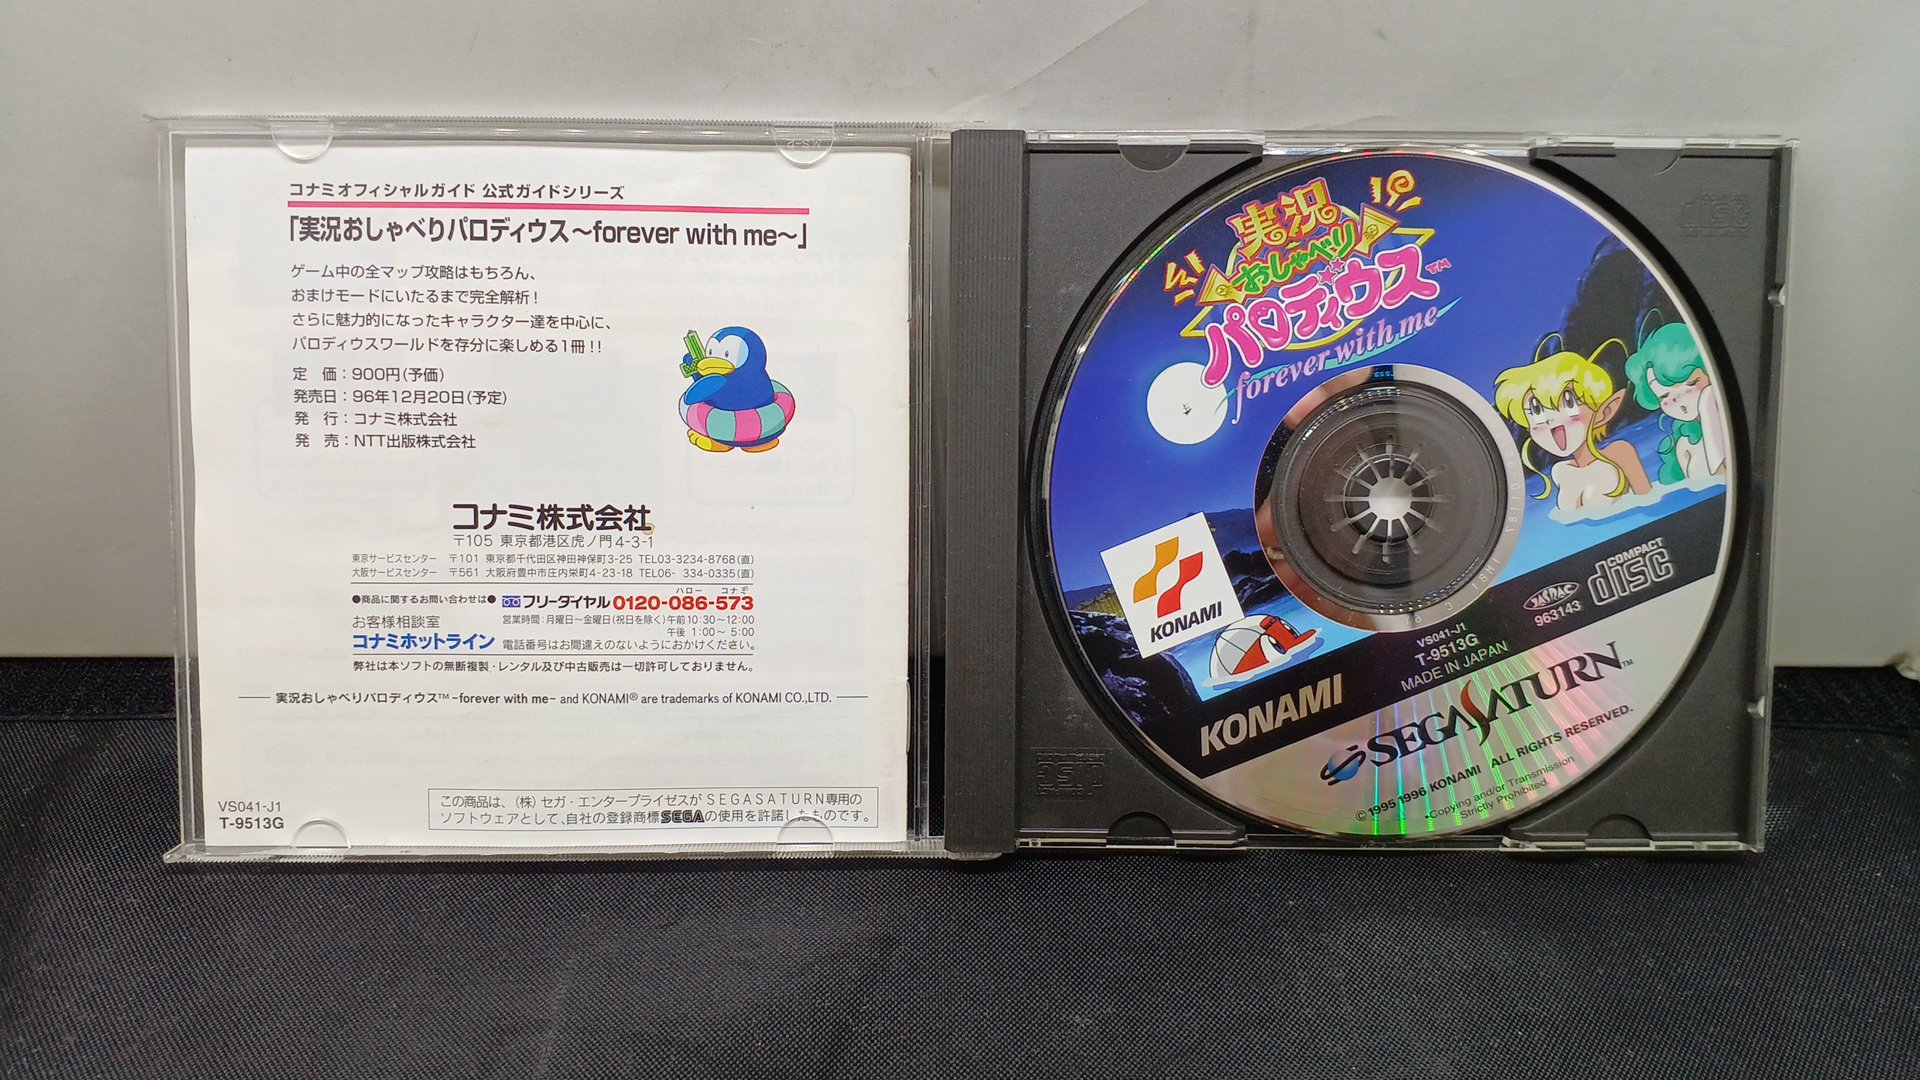 コナミオフィシャルガイド 公式ガイドシリーズ
「実況おしゃべりパロディウス〜forever with me〜」
ゲーム中の全マップ攻略はもちろん、
おまけモードにいたるまで完全解析！
さらに魅力的になったキャラクター達を中心に、
パロディウスワールドを存分に楽しめる1冊！！
定　価：900円(予価)
発売日：96年12月20日(予定)
発　行：コナミ株式会社
発　売：NTT出版株式会社
コナミ株式会社
〒105 東京都港区虎ノ門4-3-1
東京サービスセンター 〒101 東京都千代田区神田神保町3-25 TEL03-3234-8768(直)
大阪サービスセンター 〒561 大阪府豊中市庄内栄町4-23-18 TEL06- 334-0335(直)
ハロー コナミ
●商品に関するお問い合わせは● フリーダイヤル 0120-086-573
お客様相談室 営業時間：月曜日〜金曜日(祝日を除く)午前10：30〜12：00
午後 1：00〜 5：00
コナミホットライン 電話番号はお間違えのないようにおかけください。
弊社は本ソフトの無断複製・レンタル及び中古販売は一切許可しておりません。
実況おしゃべりパロディウス™ ~forever with me~ and KONAMI® are trademarks of KONAMI CO.,LTD.
VS041-J1
T-9513G
この商品は、(株)セガ・エンタープライゼスがSEGASATURN専用の
ソフトウェアとして、自社の登録商標SEGAの使用を許諾したものです。
実況
おしゃべり
パロディウス™
forever with me
KONAMI
COMPACT
disc
JASRAC
963143
VS041-J1
T-9513G
MADE IN JAPAN
KONAMI
SEGASATURN™
©1995 1996 KONAMI ALL RIGHTS RESERVED.
•Copying and/or Transmission
Strictly Prohibited.